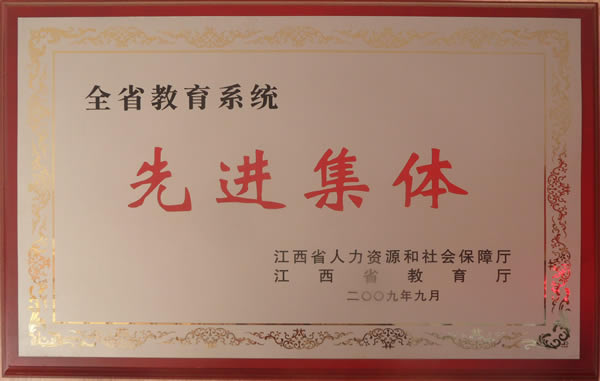 全省教育系统
先进集体
江西省人力资源和社会保障厅
江西省教育厅
二〇〇九年九月